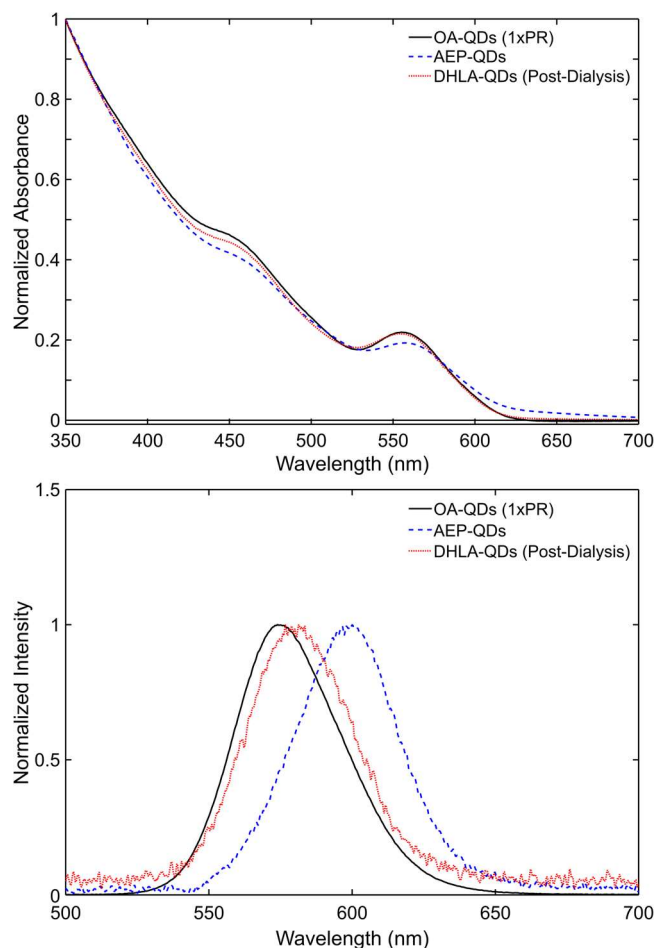 OA-QDs (1xPR)
AEP-QDs
DHLA-QDs (Post-Dialysis)
Normalized Absorbance
1
0.8
0.6
0.4
0.2
0
350 400 450 500 550 600 650 700
Wavelength (nm)
OA-QDs (1xPR)
AEP-QDs
DHLA-QDs (Post-Dialysis)
Normalized Intensity
1.5
1
0.5
0
500 550 600 650 700
Wavelength (nm)